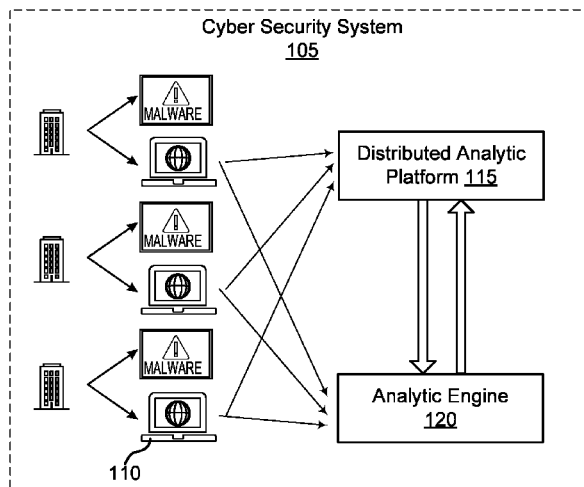 Cyber Security System
105
MALWARE
Distributed Analytic
Platform 115
MALWARE
MALWARE
Analytic Engine
120
110